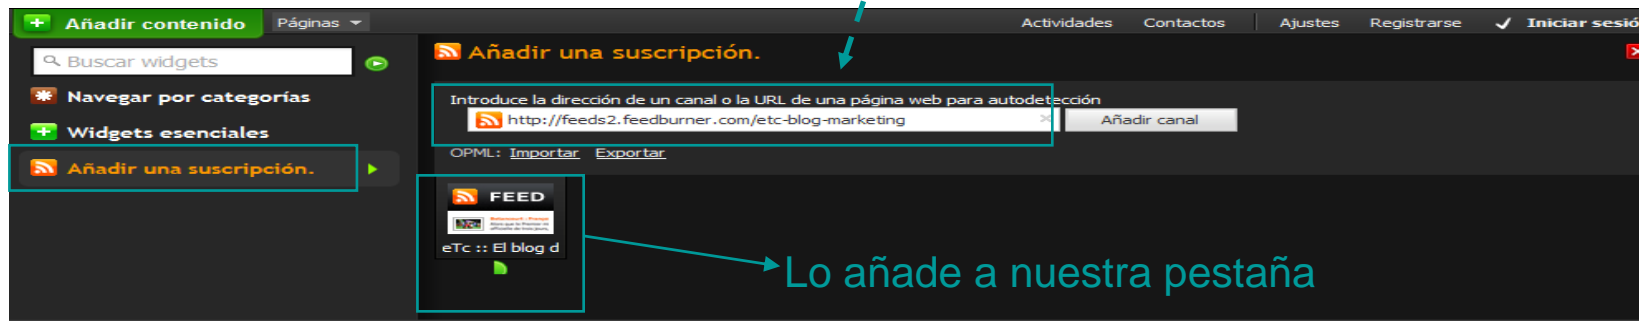 Añadir contenido Páginas Actividades Contactos Ajustes Registrarse Iniciar sesió
Buscar widgets
Navegar por categorías
Widgets esenciales
Añadir una suscripción.
Añadir una suscripción.
Introduce la dirección de un canal o la URL de una página web para autodetección
http://feeds2.feedburner.com/etc-blog-marketing Añadir canal
OPML: Importar Exportar
FEED
eTc :: El blog d
Lo añade a nuestra pestaña